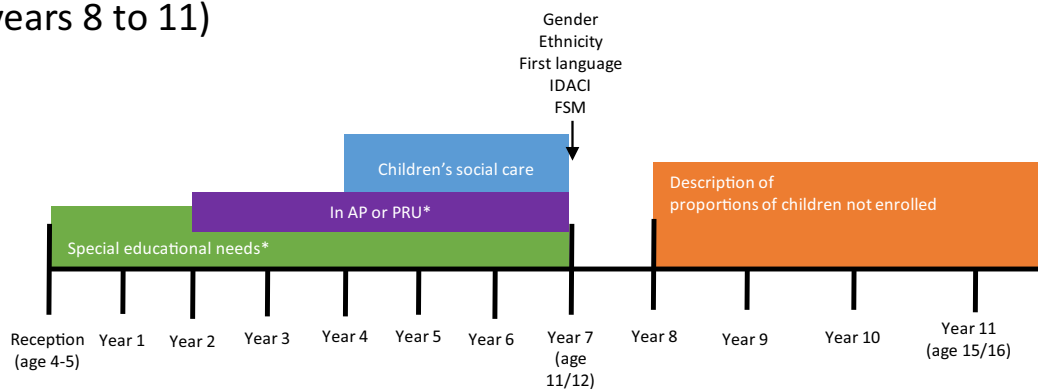 years 8 to 11)
Gender
Ethnicity
First language
IDACI
FSM
Children’s social care
In AP or PRU*
Special educational needs*
Description of
proportions of children not enrolled
Reception
(age 4-5)
Year 1
Year 2
Year 3
Year 4
Year 5
Year 6
Year 7
(age
11/12)
Year 8
Year 9
Year 10
Year 11
(age 15/16)